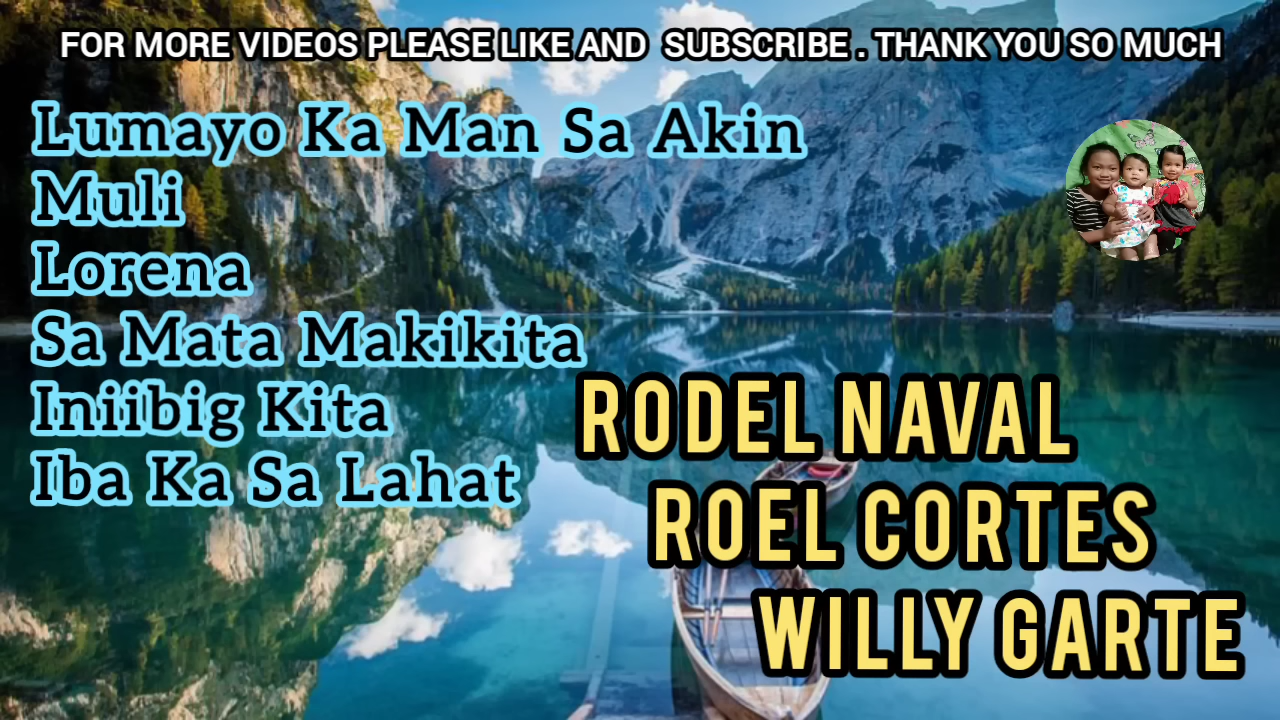 FOR MORE VIDEOS PLEASE LIKE AND SUBSCRIBE . THANK YOU SO MUCH
Lumayo Ka Man Sa Akin
Muli
Lorena
Sa Mata Makikita
Iniibig Kita
Iba Ka Sa Lahat
RODEL NAVAL
ROEL CORTES
WILLY GARTE